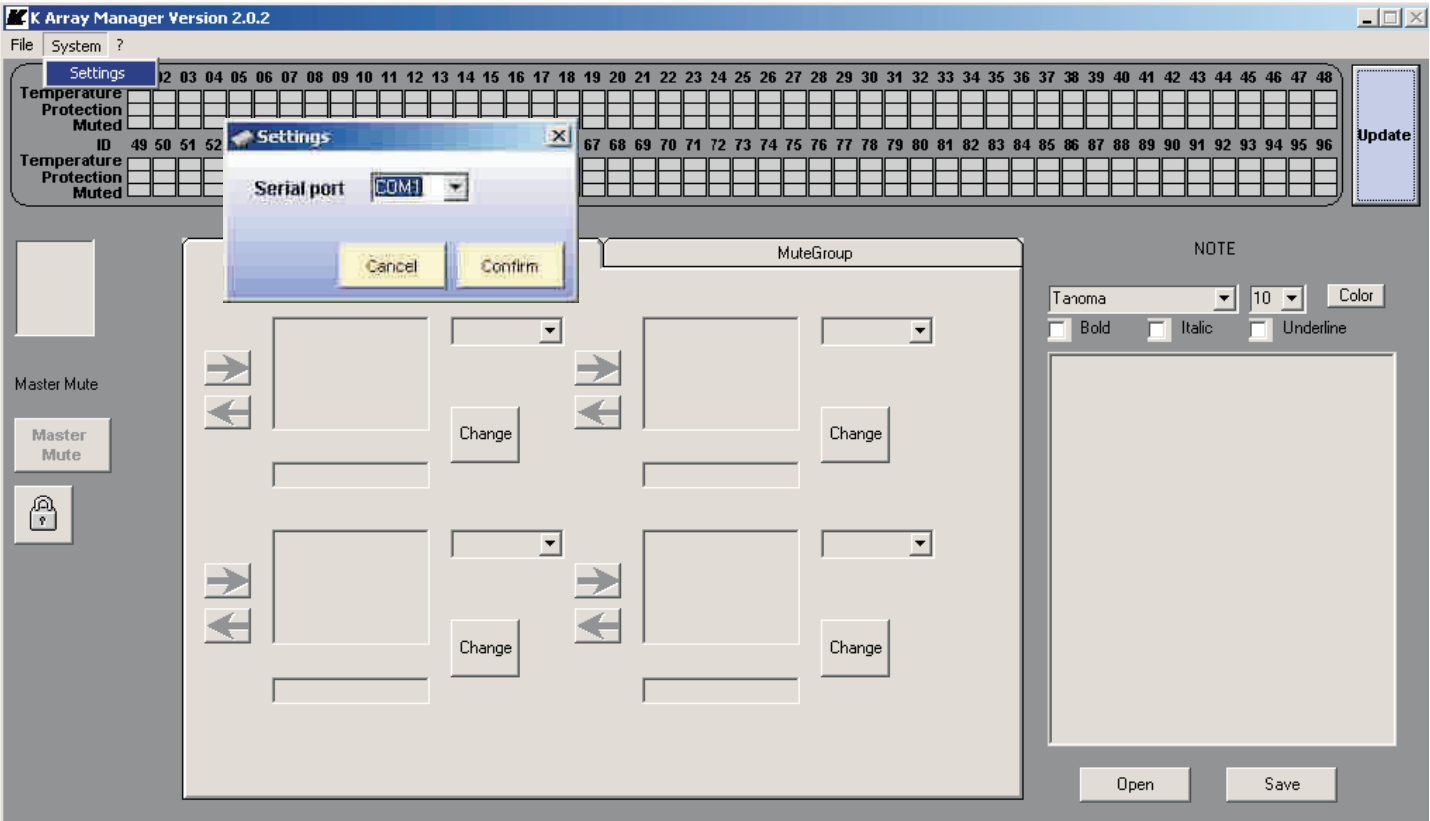 K Array Manager Version 2.0.2
File System ?
Settings
02 03 04 05 06 07 08 09 10 11 12 13 14 15 16 17 18 19 20 21 22 23 24 25 26 27 28 29 30 31 32 33 34 35 36 37 38 39 40 41 42 43 44 45 46 47 48
Temperature
Protection
Muted
ID 49 50 51 52 67 68 69 70 71 72 73 74 75 76 77 78 79 80 81 82 83 84 85 86 87 88 89 90 91 92 93 94 95 96
Temperature
Protection
Muted
Update
Settings
Serial port COM1
Cancel Confirm
MuteGroup
Master Mute
Master
Mute
Change Change
Change Change
NOTE
Tanoma 10 Color
Bold Italic Underline
Open Save